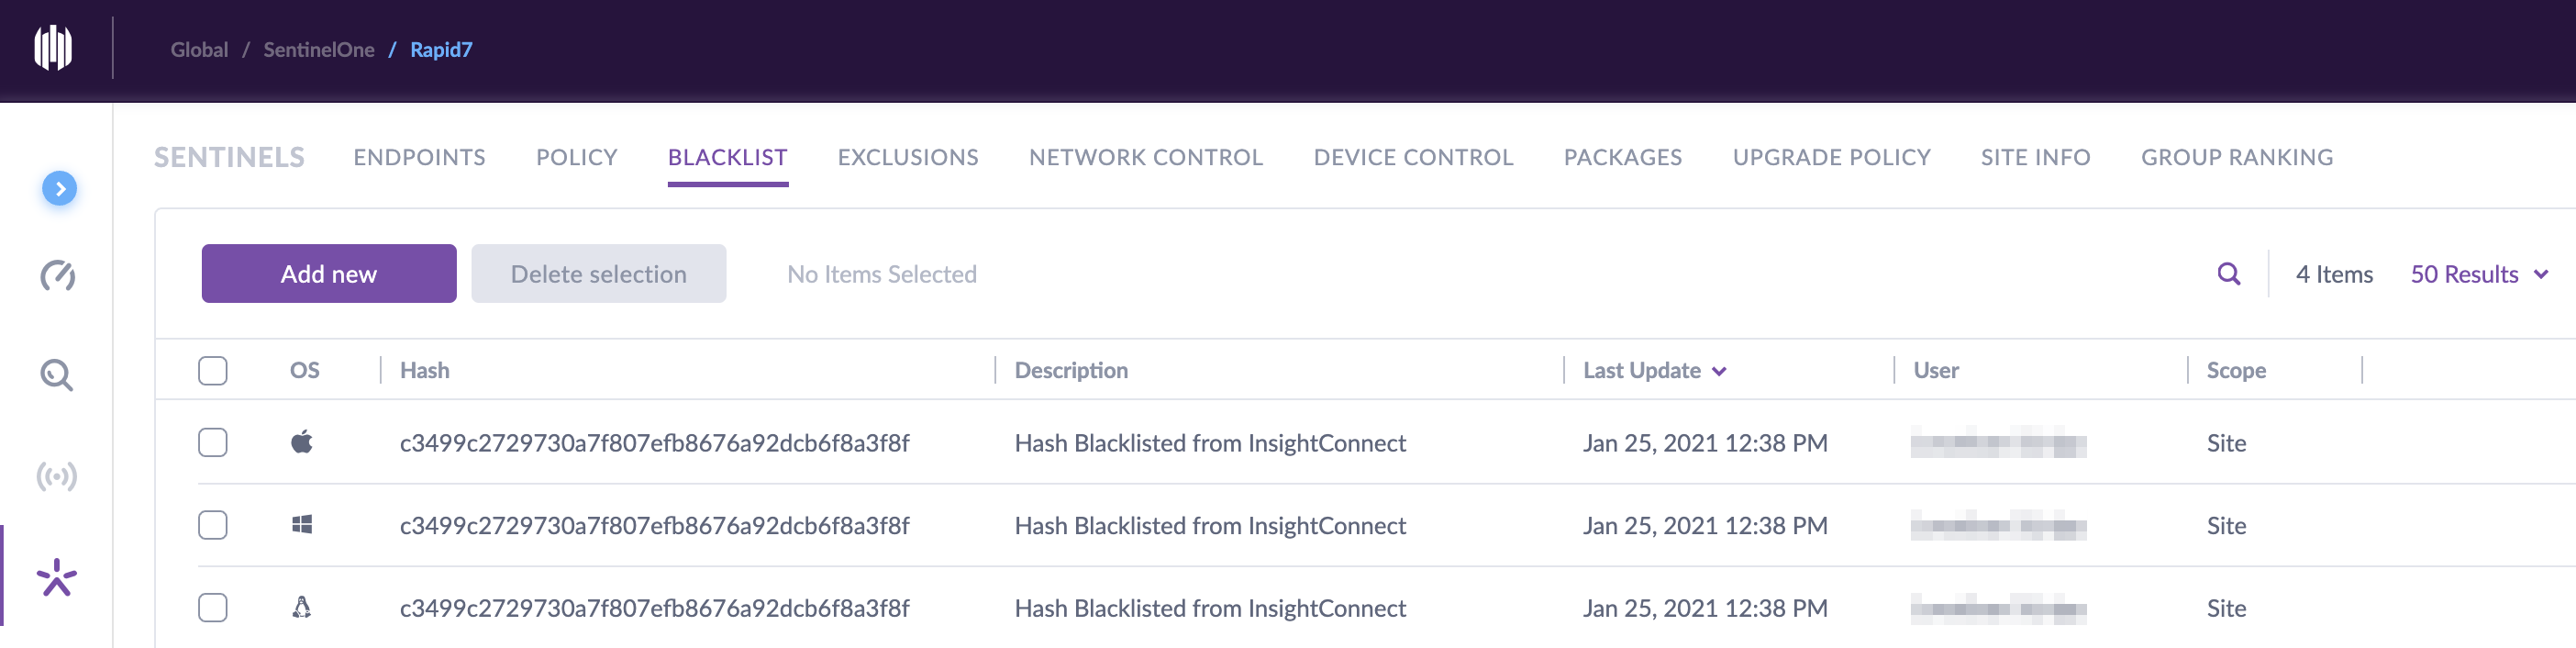 Global / SentinelOne / Rapid7
SENTINELS ENDPOINTS POLICY BLACKLIST EXCLUSIONS NETWORK CONTROL DEVICE CONTROL PACKAGES UPGRADE POLICY SITE INFO GROUP RANKING
Add new Delete selection No Items Selected 4 Items 50 Results
OS Hash Description Last Update User Scope
c3499c2729730a7f807efb8676a92dcb6f8a3f8f Hash Blacklisted from InsightConnect Jan 25, 2021 12:38 PM Site
c3499c2729730a7f807efb8676a92dcb6f8a3f8f Hash Blacklisted from InsightConnect Jan 25, 2021 12:38 PM Site
c3499c2729730a7f807efb8676a92dcb6f8a3f8f Hash Blacklisted from InsightConnect Jan 25, 2021 12:38 PM Site